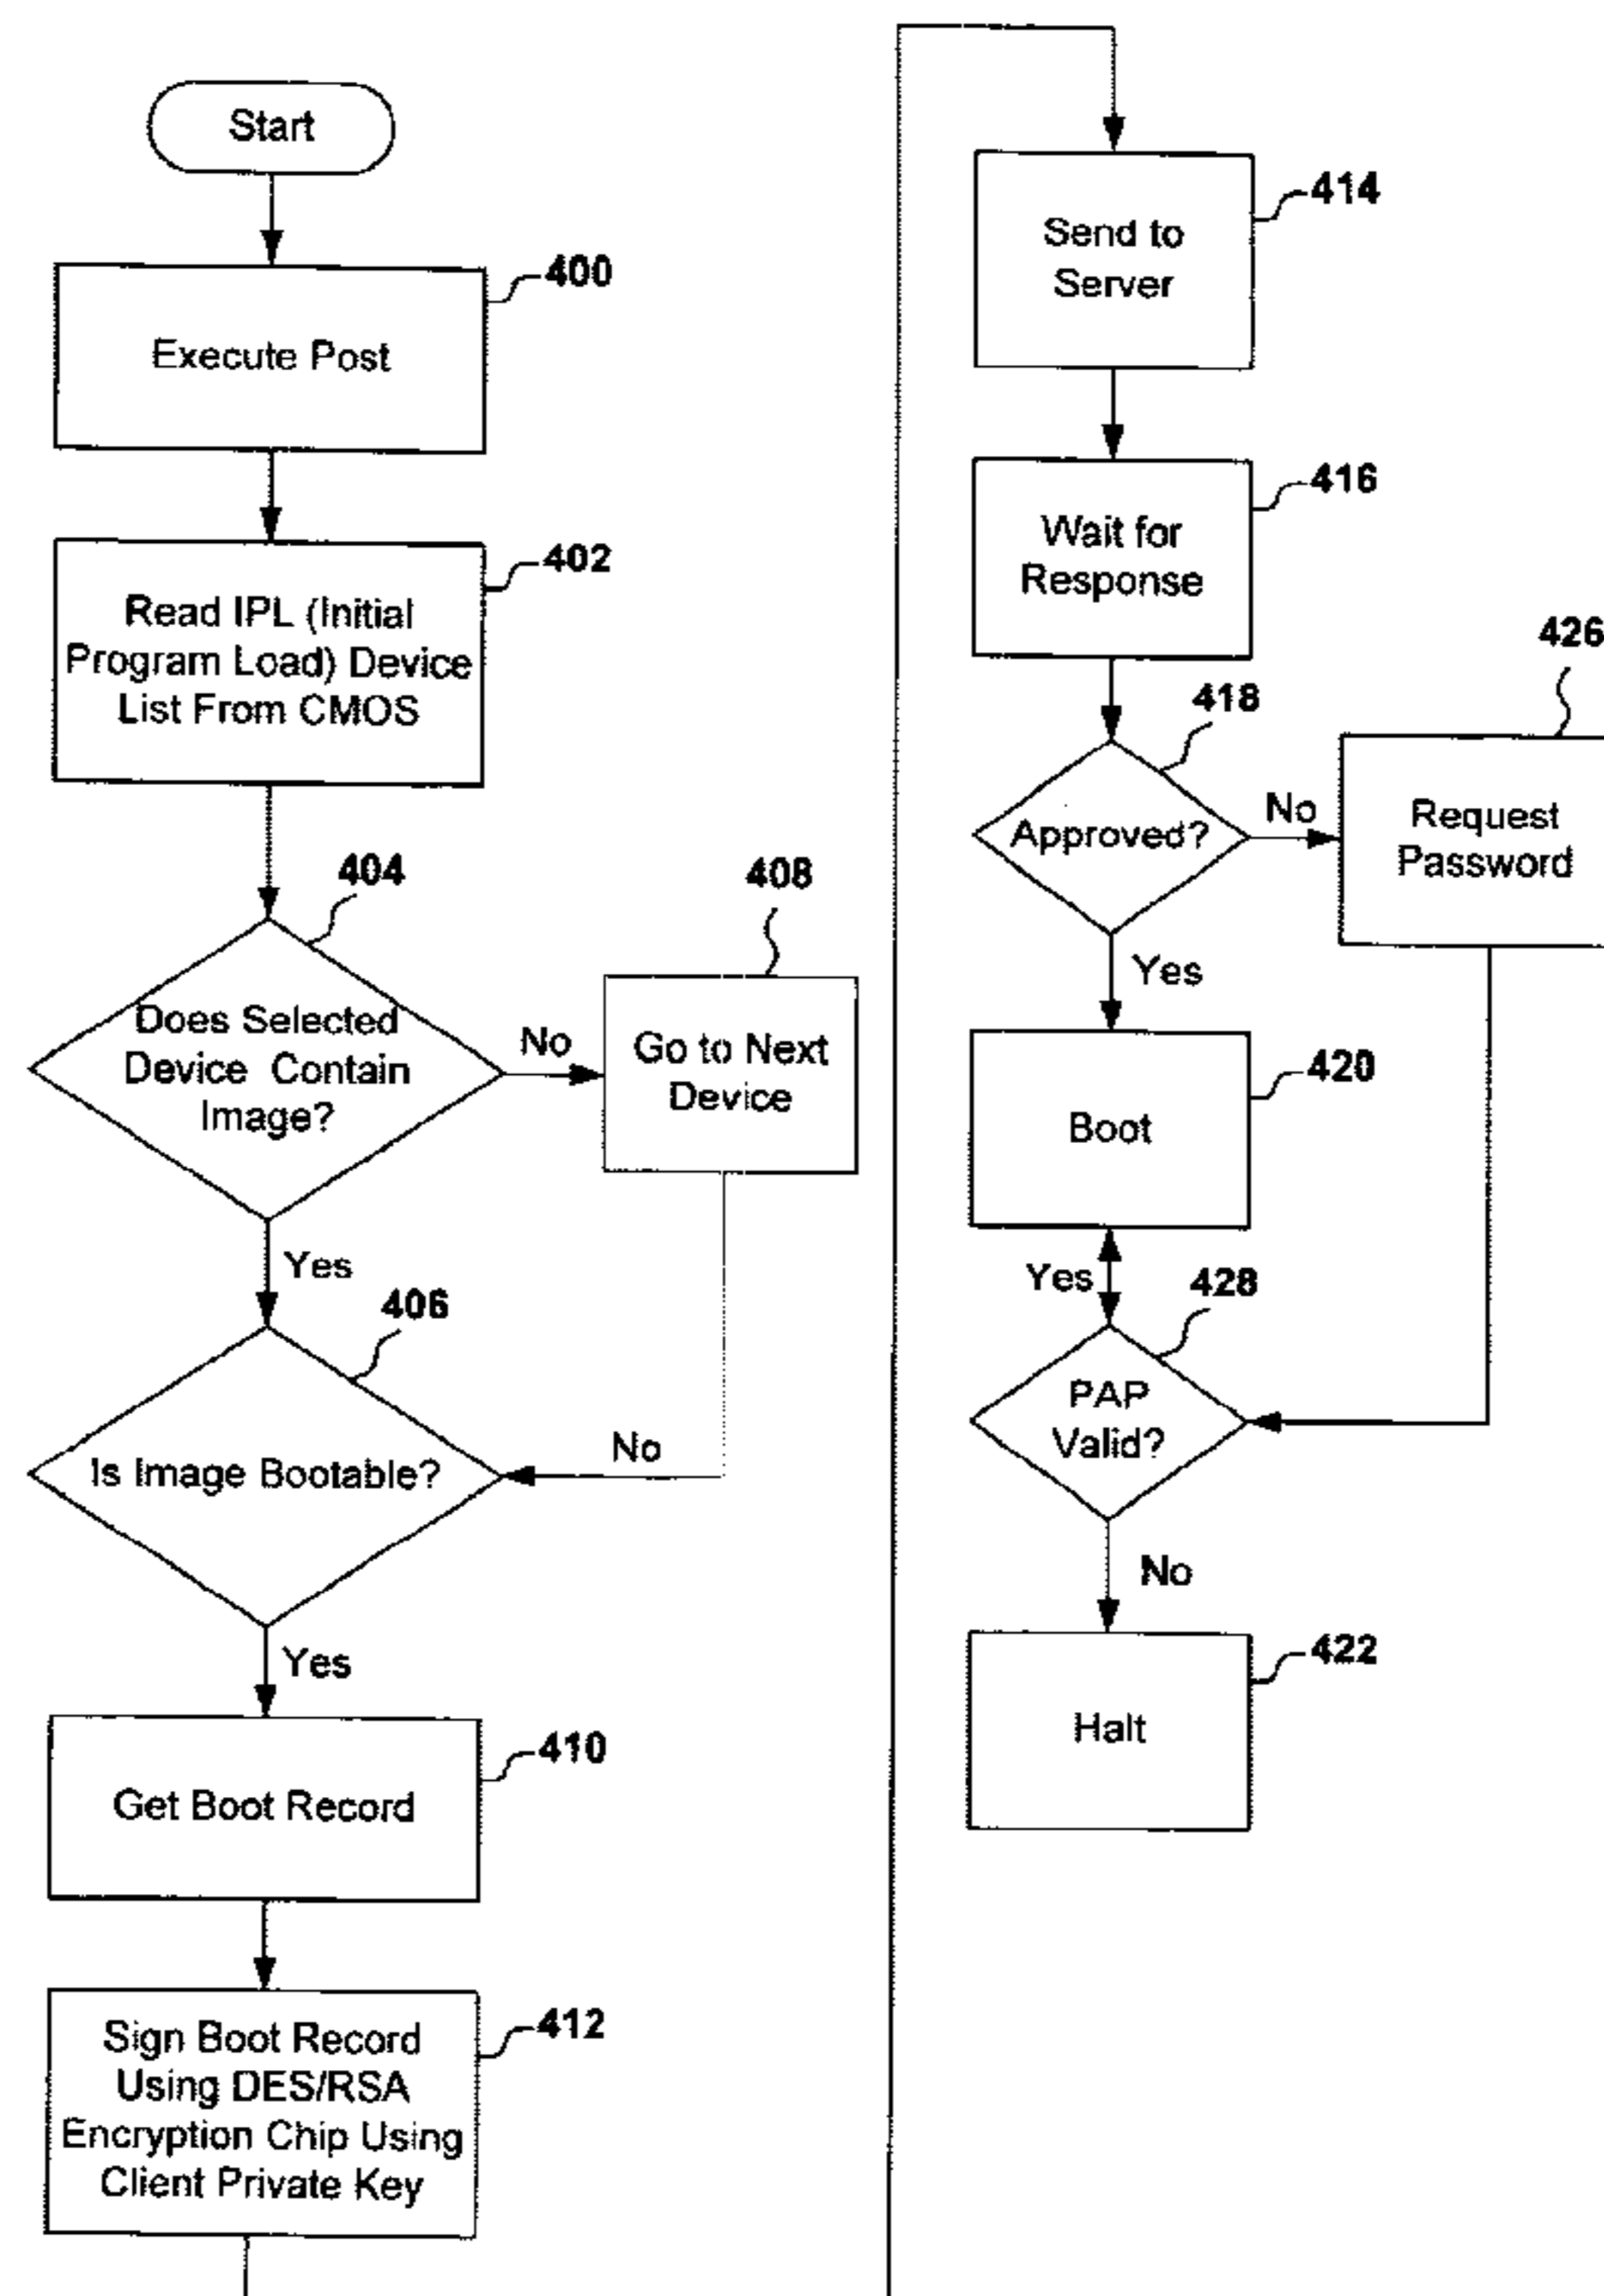 Start
400
Execute Post
402
Read IPL (Initial
Program Load) Device
List From CMOS
404
Does Selected
Device Contain
Image?
No
408
Go to Next
Device
Yes
406
Is Image Bootable?
No
Yes
410
Get Boot Record
412
Sign Boot Record
Using DES/RSA
Encryption Chip Using
Client Private Key
414
Send to
Server
416
Wait for
Response
418
Approved?
No
426
Request
Password
Yes
420
Boot
Yes
428
PAP
Valid?
No
422
Halt